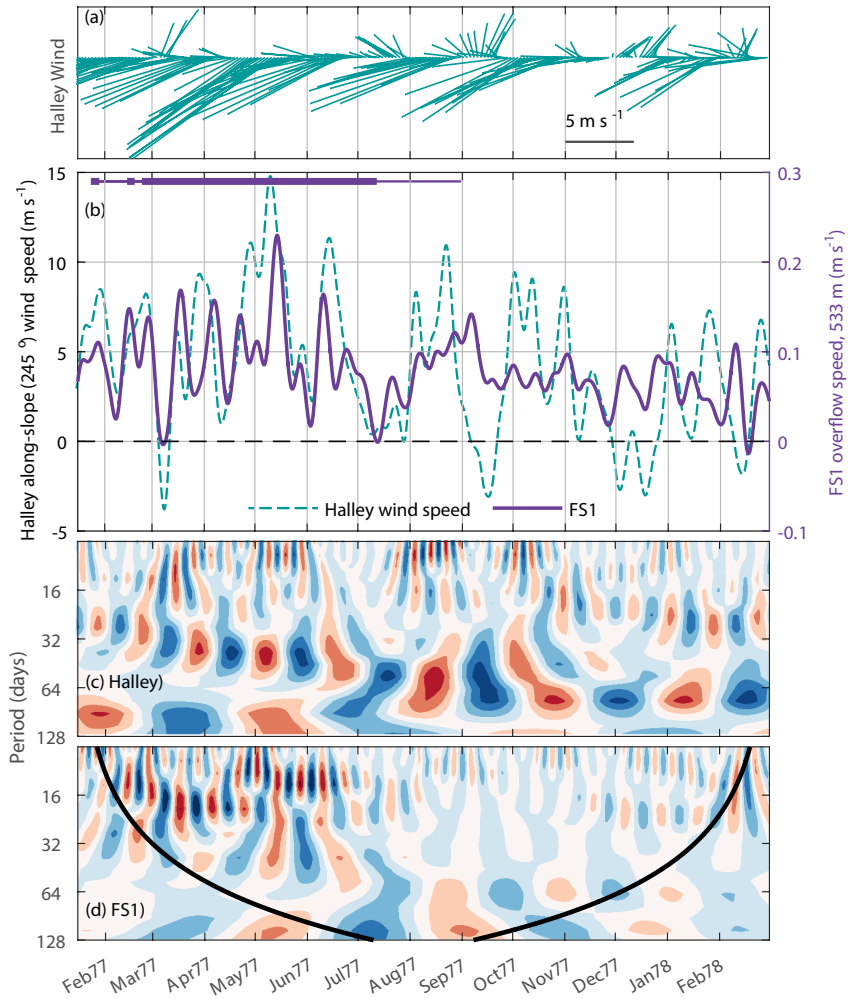 (a)
Halley Wind
5 m s -1
15
10
5
0
-5
Halley along-slope (245 º) wind speed (m s-1)
(b)
0.3
0.2
0.1
0
-0.1
FS1 overflow speed, 533 m (m s-1)
Halley wind speed
FS1
16
32
64
128
(c) Halley)
Period (days)
16
32
64
128
(d) FS1)
Feb77
Mar77
Apr77
May77
Jun77
Jul77
Aug77
Sep77
Oct77
Nov77
Dec77
Jan78
Feb78